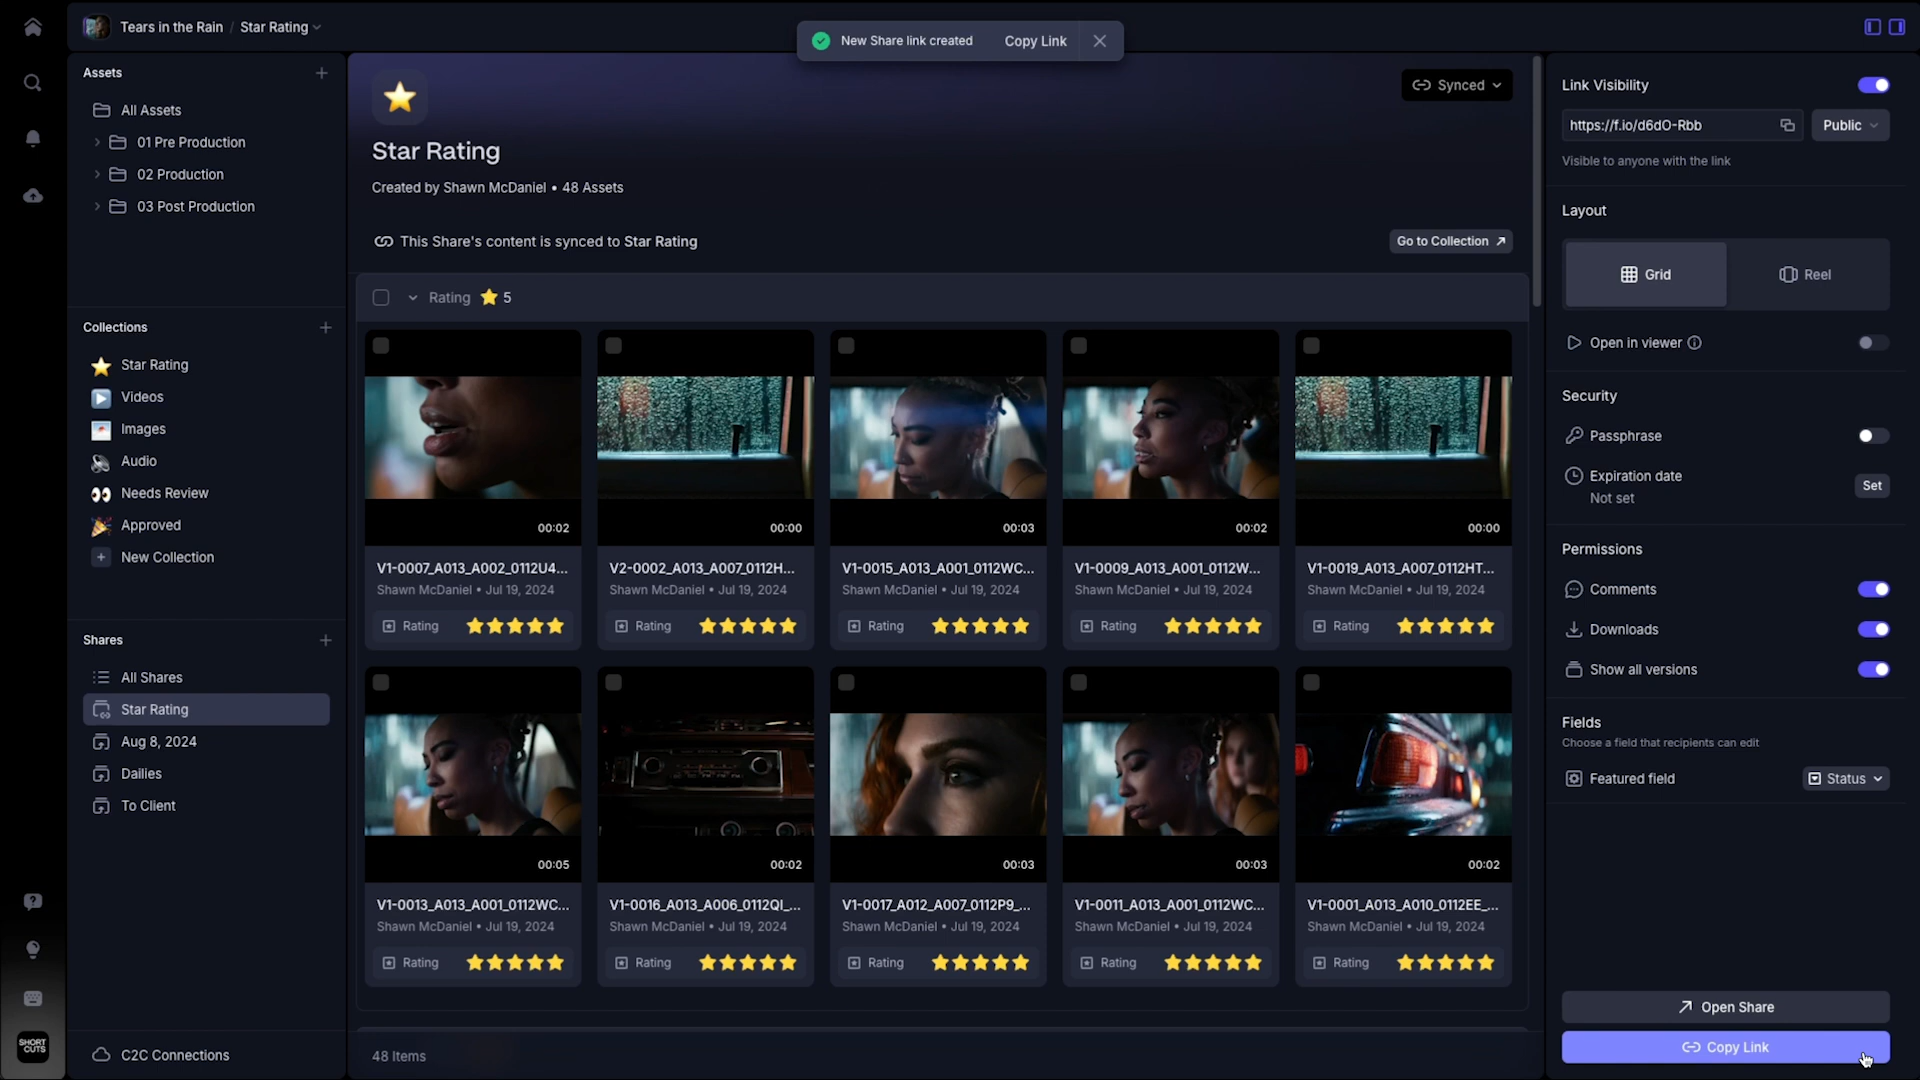 Tears in the Rain / Star Rating
New Share link created Copy Link
Assets
All Assets
01 Pre Production
02 Production
03 Post Production
Collections
Star Rating
Videos
Images
Audio
Needs Review
Approved
New Collection
Shares
All Shares
Star Rating
Aug 8, 2024
Dailies
To Client
SHORT
CUTS
C2C Connections
Synced
Star Rating
Created by Shawn McDaniel • 48 Assets
This Share's content is synced to Star Rating
Go to Collection
Rating 5
00:02 00:00 00:03 00:02 00:00
V1-0007_A013_A002_0112U4... V2-0002_A013_A007_0112H... V1-0015_A013_A001_0112WC... V1-0009_A013_A001_0112W... V1-0019_A013_A007_0112HT...
Shawn McDaniel • Jul 19, 2024 Shawn McDaniel • Jul 19, 2024 Shawn McDaniel • Jul 19, 2024 Shawn McDaniel • Jul 19, 2024 Shawn McDaniel • Jul 19, 2024
Rating Rating Rating Rating Rating
00:05 00:02 00:03 00:03 00:02
V1-0013_A013_A001_0112WC... V1-0016_A013_A006_0112QI_... V1-0017_A012_A007_0112P9_... V1-0011_A013_A001_0112WC... V1-0001_A013_A010_0112EE_...
Shawn McDaniel • Jul 19, 2024 Shawn McDaniel • Jul 19, 2024 Shawn McDaniel • Jul 19, 2024 Shawn McDaniel • Jul 19, 2024 Shawn McDaniel • Jul 19, 2024
Rating Rating Rating Rating Rating
48 Items
Link Visibility
https://f.io/d6dO-Rbb Public
Visible to anyone with the link
Layout
Grid Reel
Open in viewer
Security
Passphrase
Expiration date
Not set
Set
Permissions
Comments
Downloads
Show all versions
Fields
Choose a field that recipients can edit
Featured field Status
Open Share
Copy Link